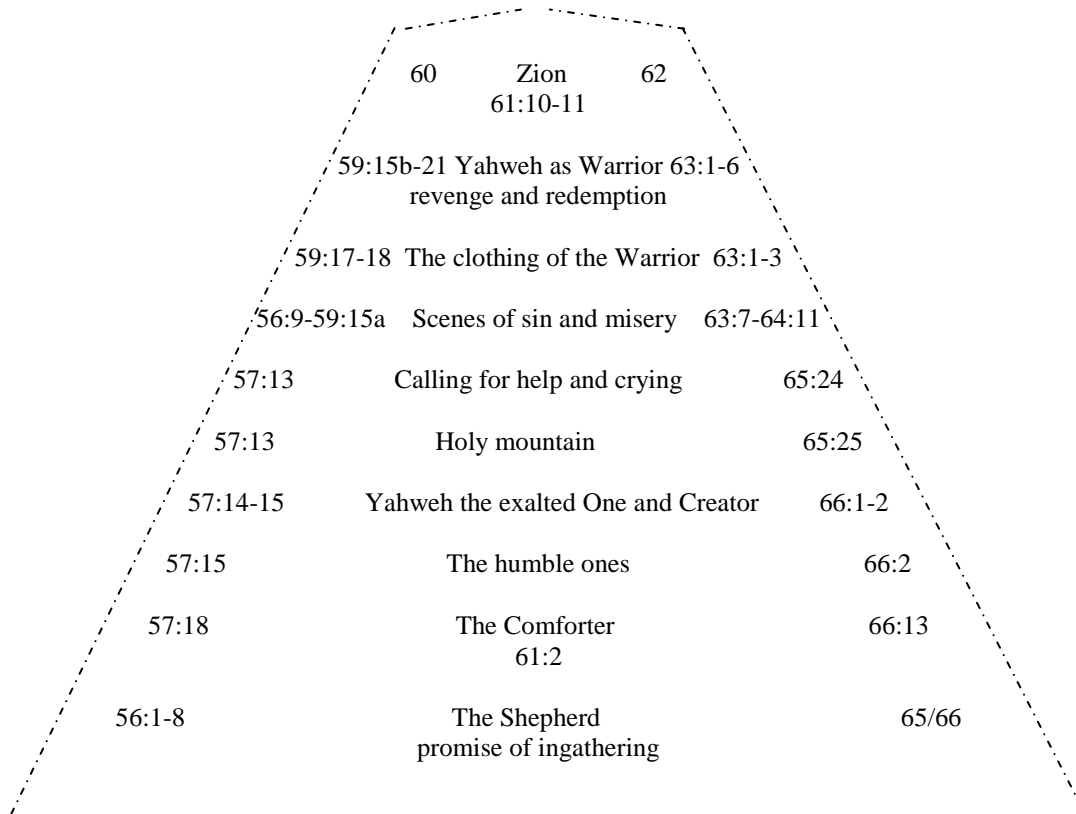 60 Zion 62
61:10-11
59:15b-21 Yahweh as Warrior 63:1-6
revenge and redemption
59:17-18 The clothing of the Warrior 63:1-3
56:9-59:15a Scenes of sin and misery 63:7-64:11
57:13 Calling for help and crying 65:24
57:13 Holy mountain 65:25
57:14-15 Yahweh the exalted One and Creator 66:1-2
57:15 The humble ones 66:2
57:18 The Comforter 66:13
61:2
56:1-8 The Shepherd 65/66
promise of ingathering